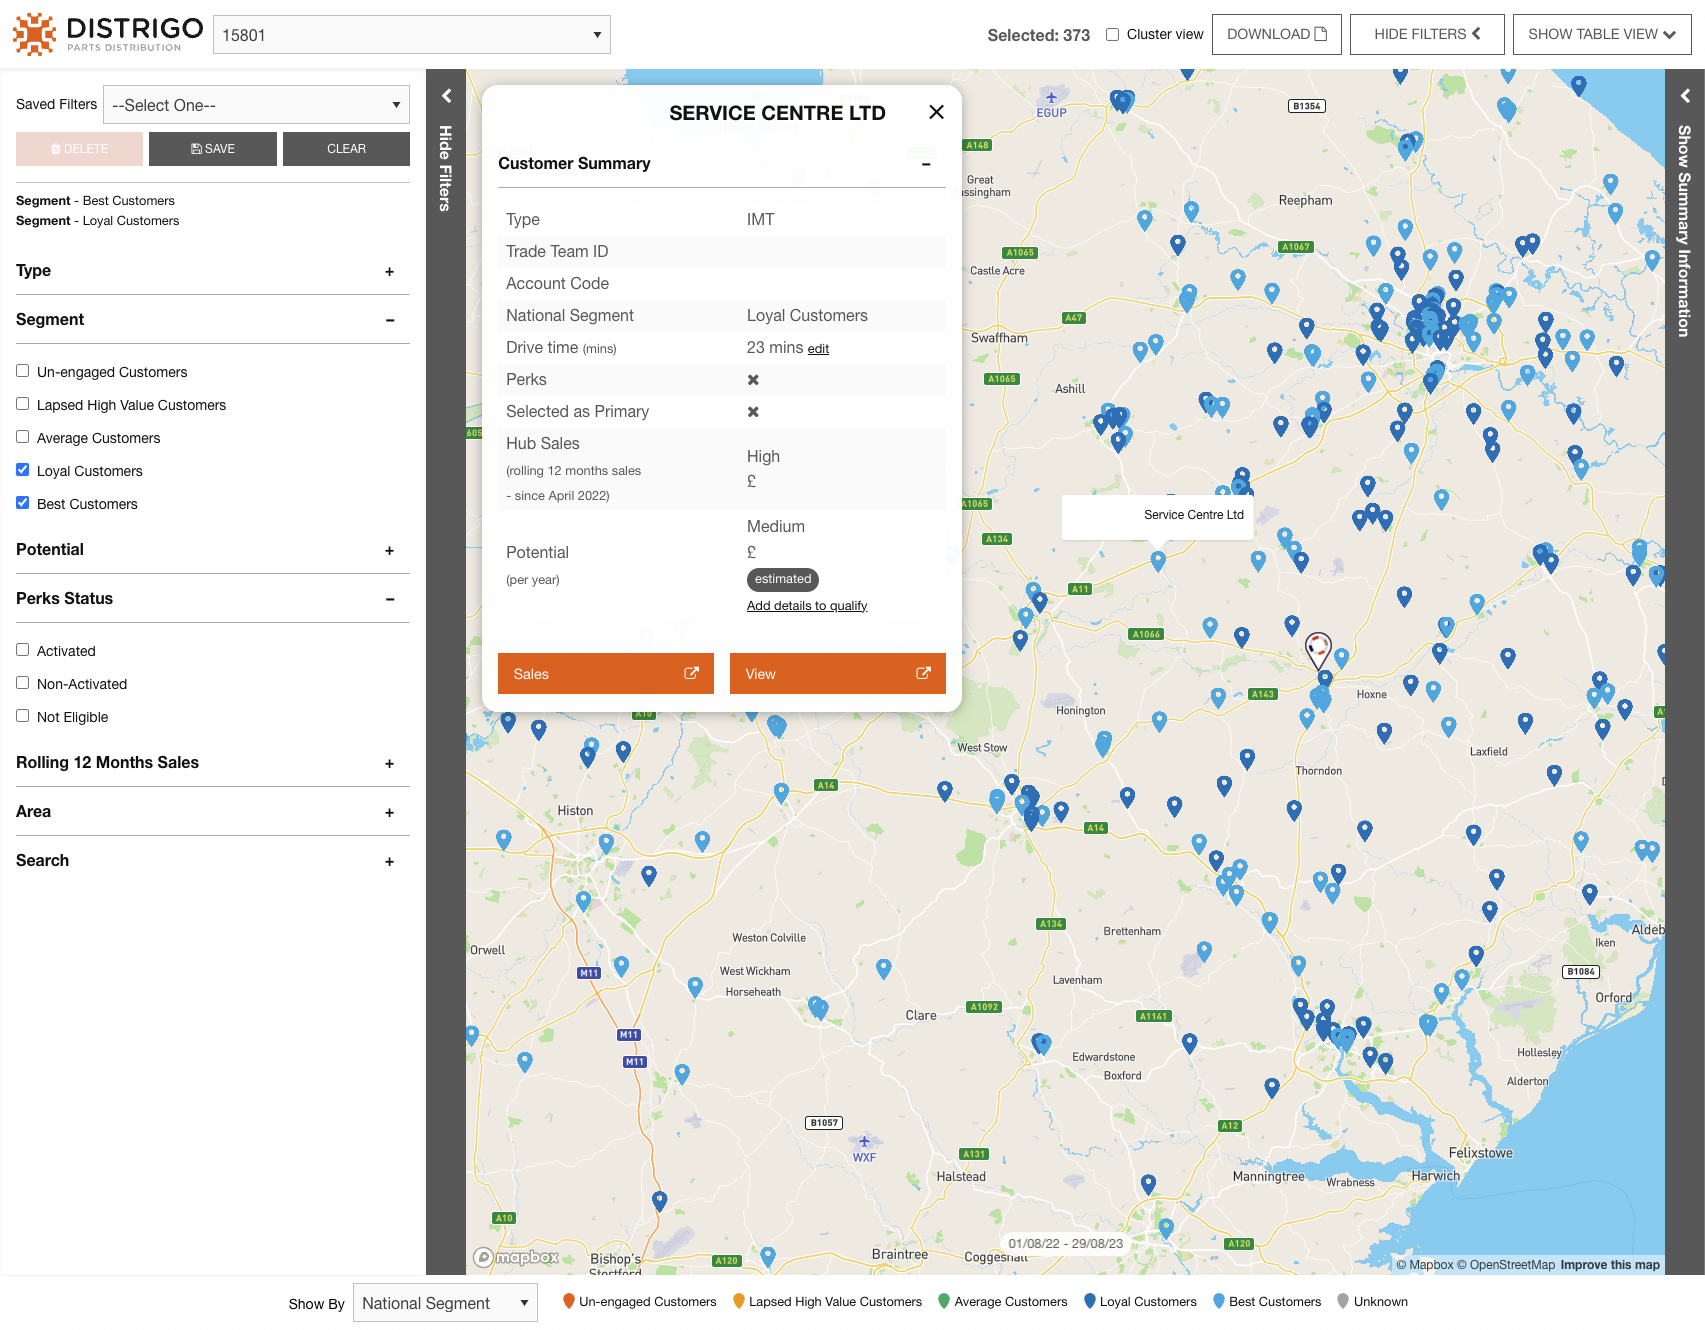 DISTRIGO
PARTS DISTRIBUTION
15801
Selected: 373
Cluster view
DOWNLOAD
HIDE FILTERS
SHOW TABLE VIEW
Saved Filters
--Select One--
DELETE
SAVE
CLEAR
Segment - Best Customers
Segment - Loyal Customers
Type
Segment
Un-engaged Customers
Lapsed High Value Customers
Average Customers
Loyal Customers
Best Customers
Potential
Perks Status
Activated
Non-Activated
Not Eligible
Rolling 12 Months Sales
Area
Search
Hide Filters
SERVICE CENTRE LTD
Customer Summary
Type IMT
Trade Team ID
Account Code
National Segment Loyal Customers
Drive time (mins) 23 mins edit
Perks
Selected as Primary
Hub Sales
(rolling 12 months sales
- since April 2022)
High
£
Potential
(per year)
Medium
£
estimated
Add details to qualify
Sales
View
EGUP
B1354
A148
Great
Reepham
A1065
A1067
Castle Acre
A47
Swaffham
A1065
Ashill
A1065
Service Centre Ltd
A134
A11
A1066
A143
Hoxne
Honington
A10
West Stow
Laxfield
Thorndon
A14
Histon
A14
A134
Brettenham
Weston Colville
Orwell
Iken
M11
West Wickham
Horseheath
Lavenham
B1084
Orford
Clare
A1092
A1141
M11
M11
Edwardstone
Boxford
Hollesley
Alderton
B1057
A12
WXF
A131
Felixstowe
Halstead
Manningtree
Wrabness
Harwich
A10
01/08/22 - 29/08/23
A120
Braintree
A120
mapbox
Bishop's
© Mapbox © OpenStreetMap Improve this map
Show Summary Information
Show By
National Segment
Un-engaged Customers
Lapsed High Value Customers
Average Customers
Loyal Customers
Best Customers
Unknown